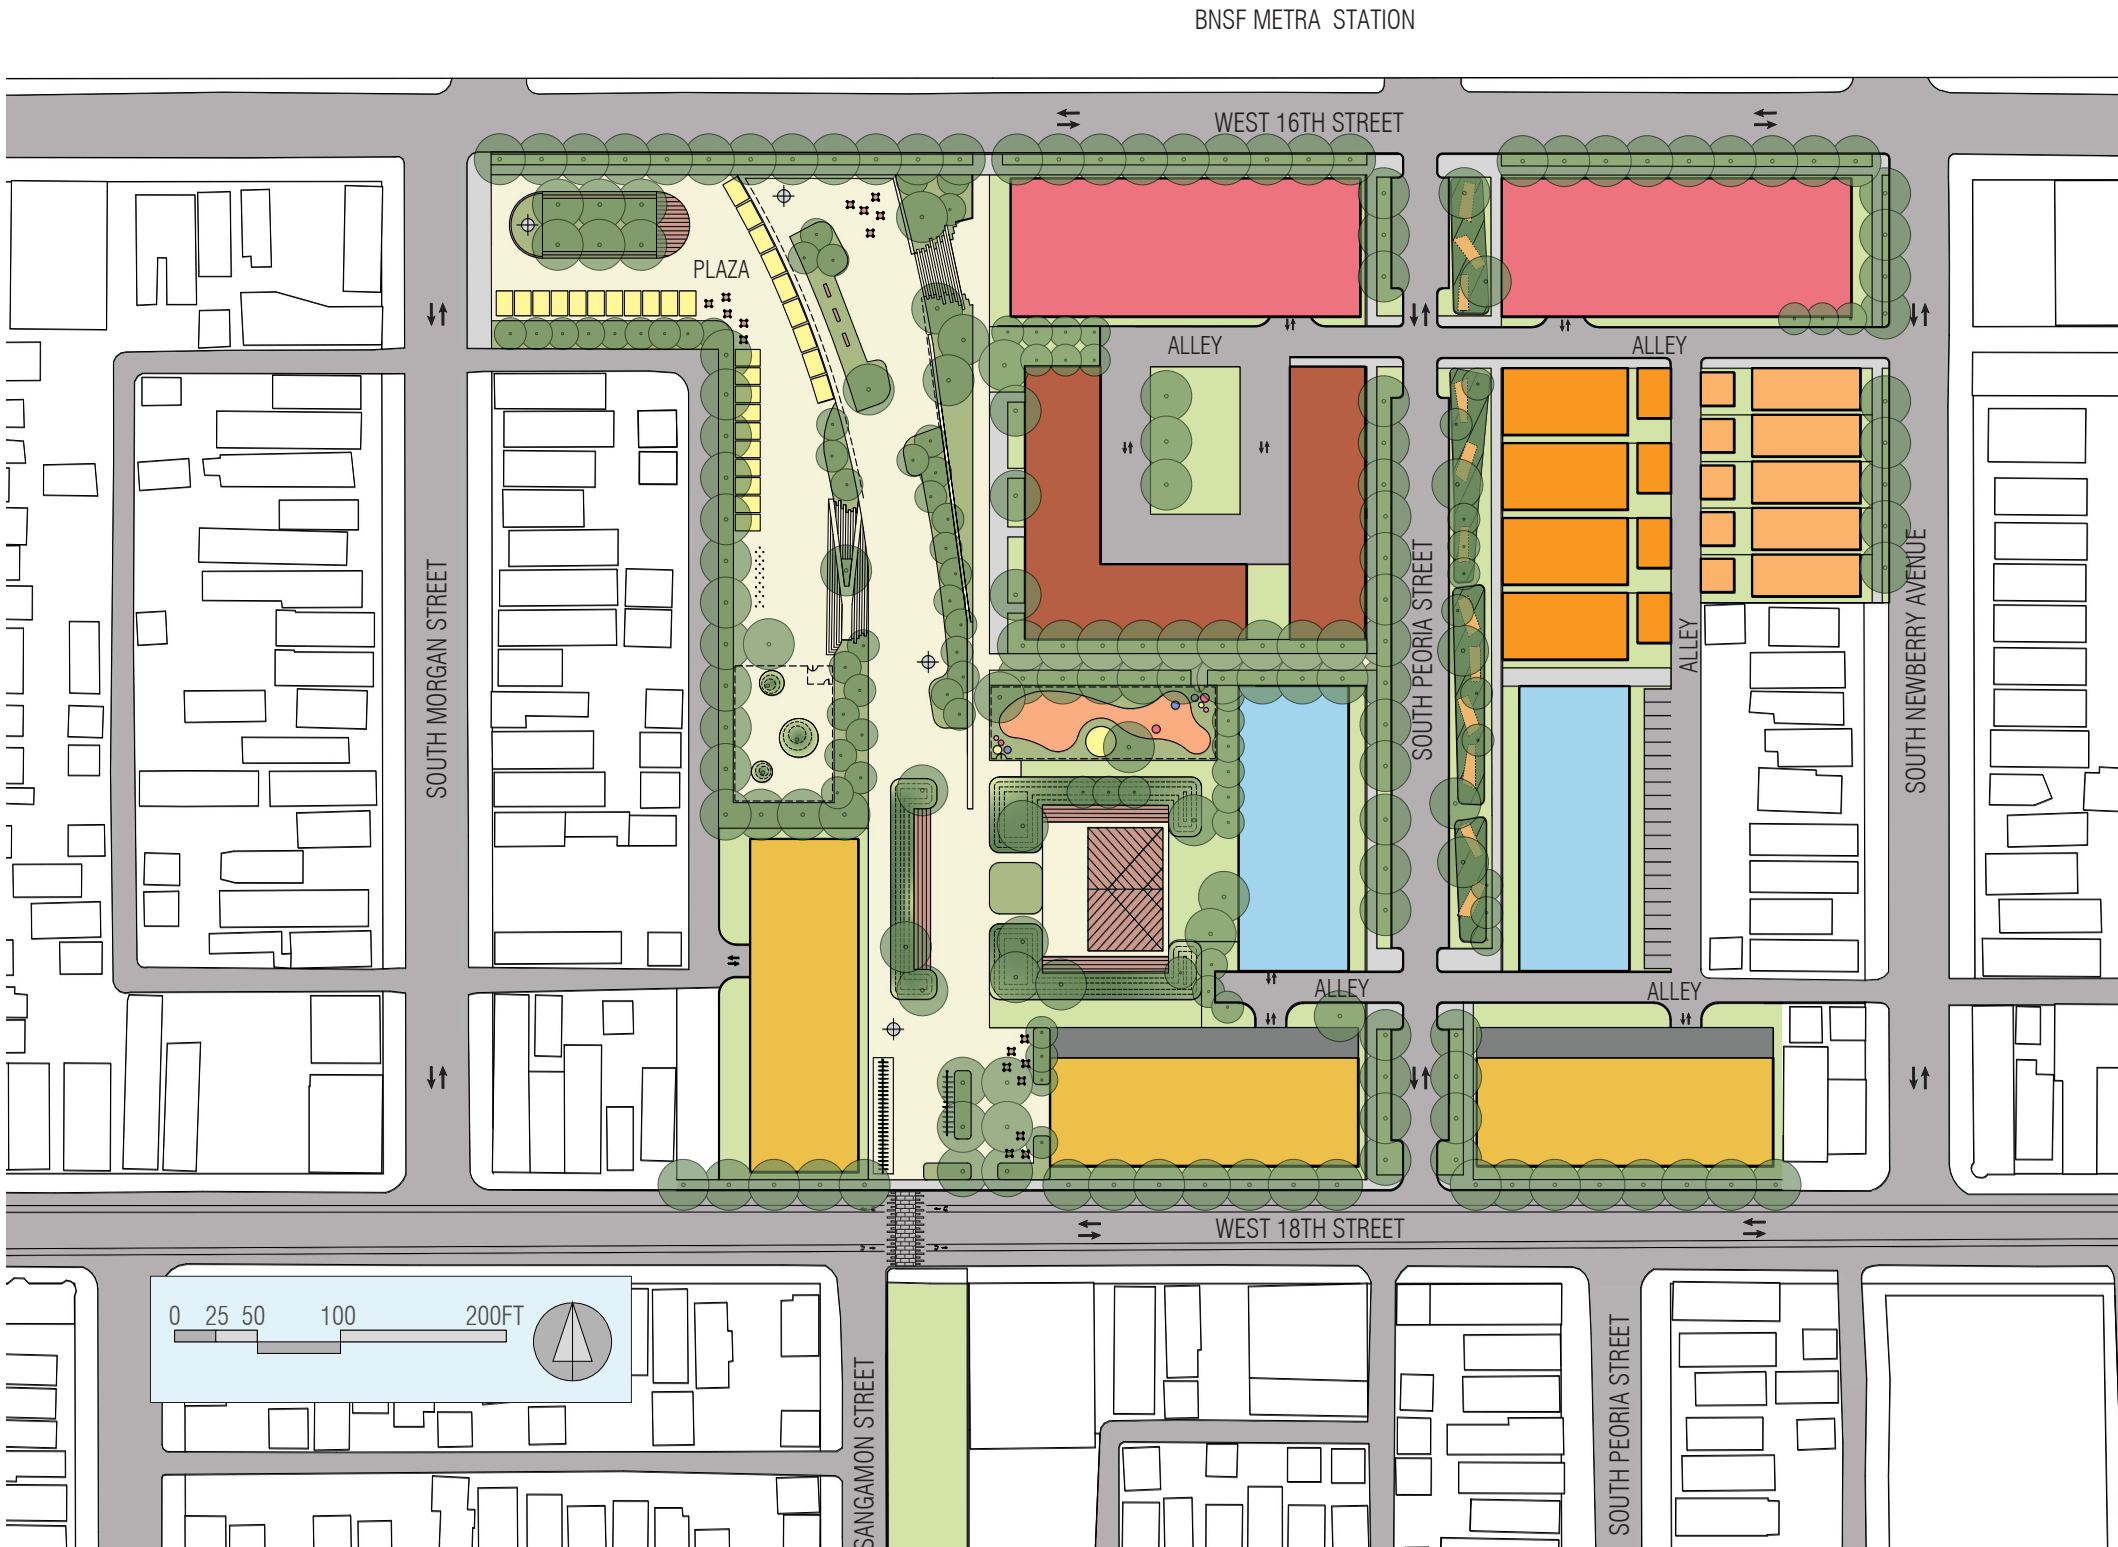 BNSF METRA STATION
WEST 16TH STREET
PLAZA
ALLEY
ALLEY
SOUTH MORGAN STREET
SOUTH PEORIA STREET
ALLEY
SOUTH NEWBERRY AVENUE
ALLEY
ALLEY
WEST 18TH STREET
0 25 50 100 200FT
SANGAMON STREET
SOUTH PEORIA STREET